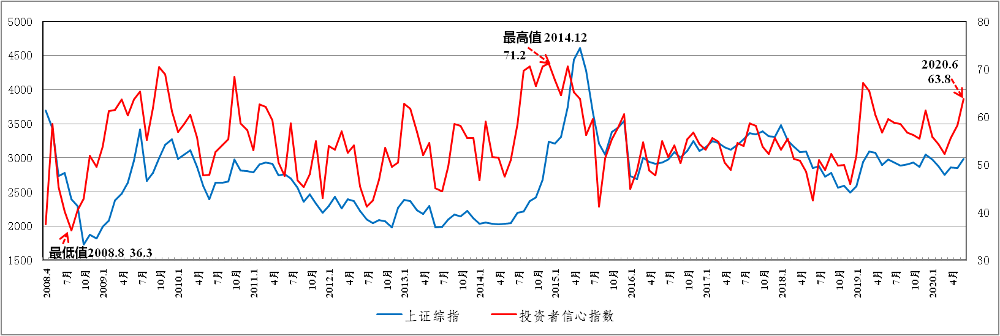 最高值 2014.12
71.2
2020.6
63.8
最低值2008.8 36.3
5000
4500
4000
3500
3000
2500
2000
1500
80
70
60
50
40
30
2008.4
7月
10月
2009.1
4月
7月
10月
2010.1
4月
7月
10月
2011.1
4月
7月
10月
2012.1
4月
7月
10月
2013.1
4月
7月
10月
2014.1
4月
7月
10月
2015.1
4月
7月
10月
2016.1
4月
7月
10月
2017.1
4月
7月
10月
2018.1
4月
7月
10月
2019.1
4月
7月
10月
2020.1
4月
上证综指
投资者信心指数